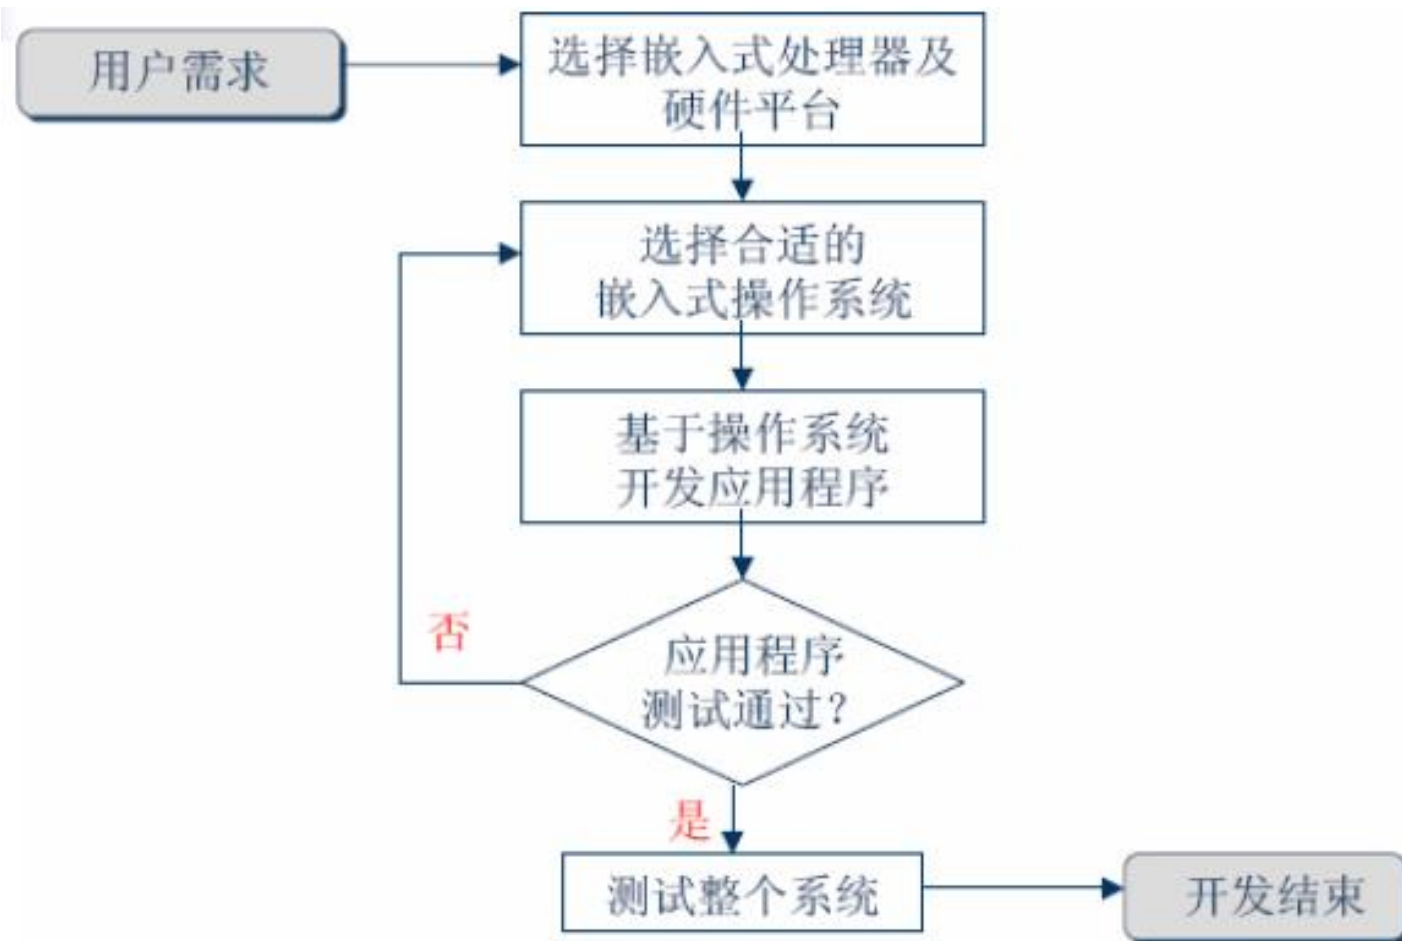 用户需求
选择嵌入式处理器及
硬件平台
选择合适的
嵌入式操作系统
基于操作系统
开发应用程序
否
应用程序
测试通过？
是
测试整个系统
开发结束